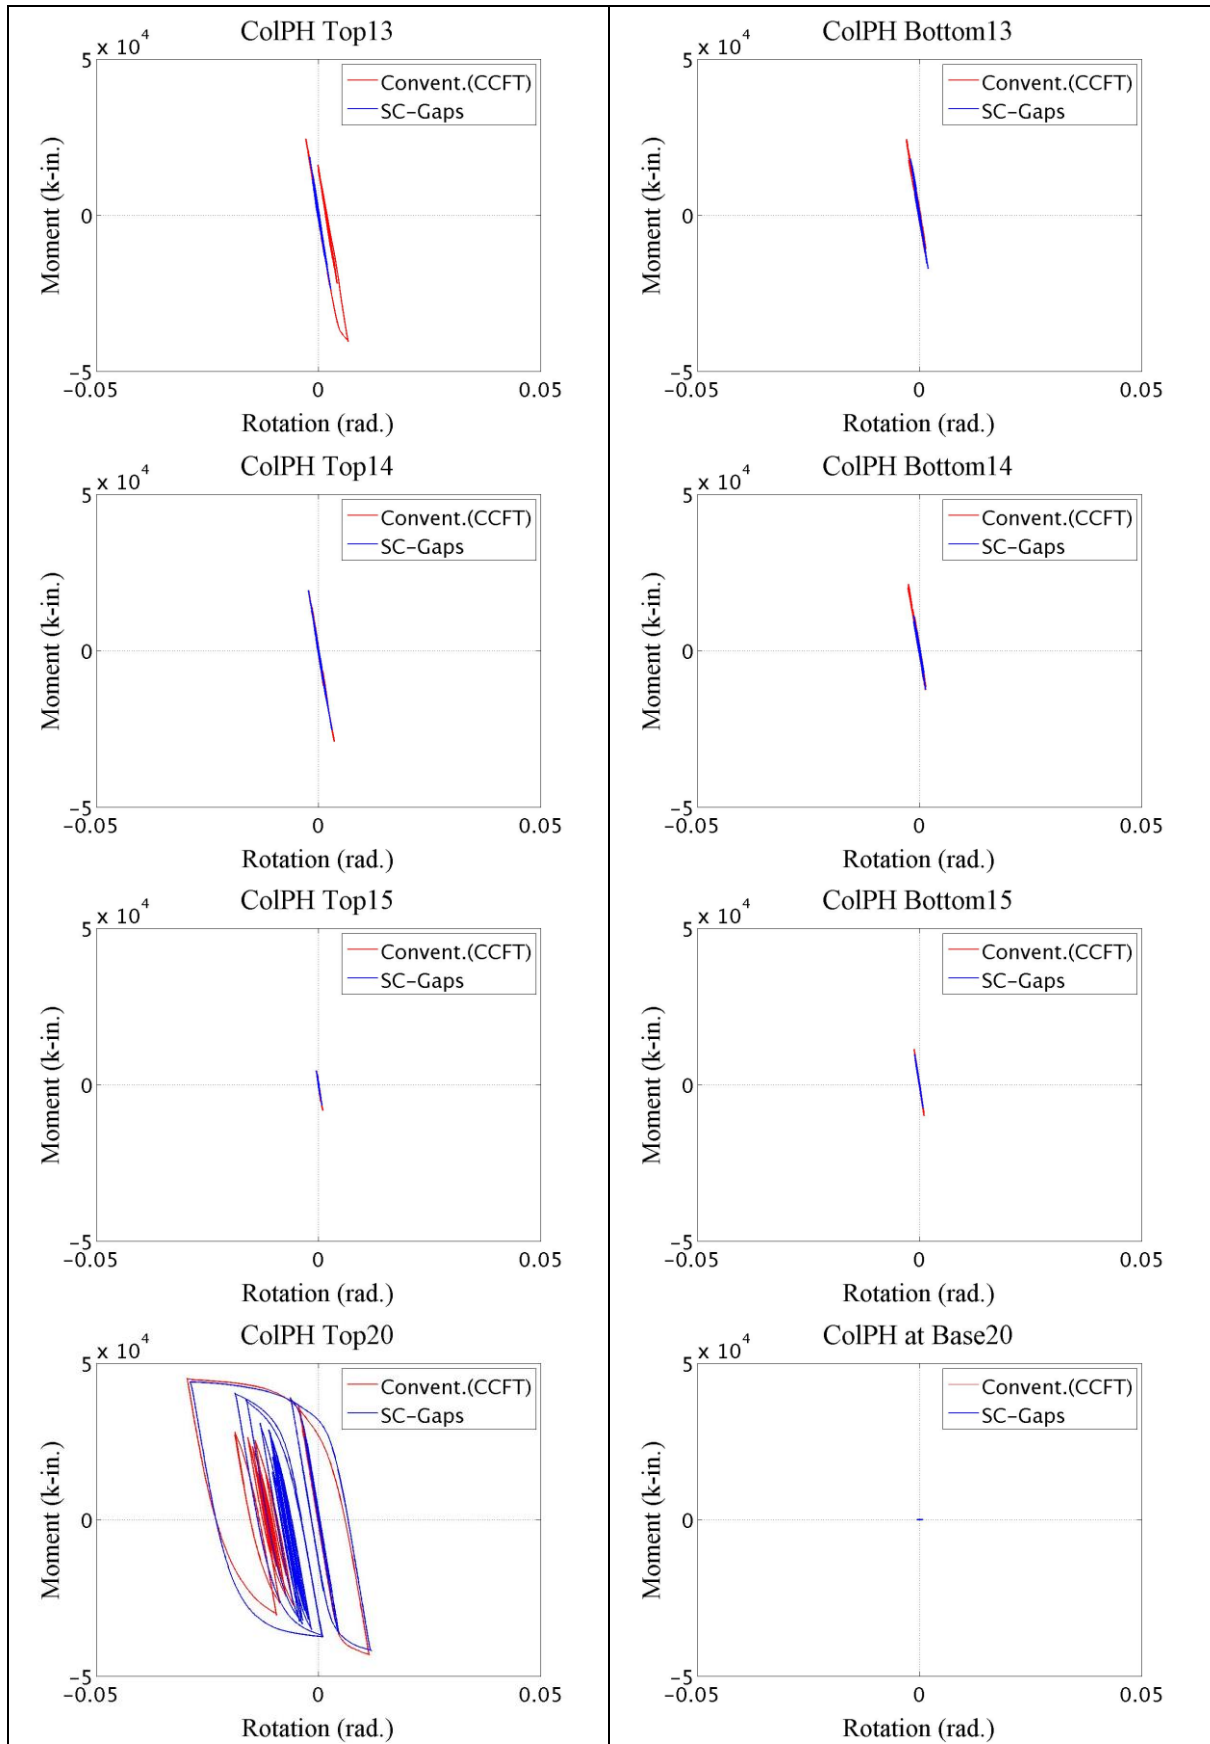 ColPH Top13
x 10^4
5
Convent.(CCFT)
SC-Gaps
Moment (k-in.)
0
-5
-0.05 0 0.05
Rotation (rad.)
ColPH Bottom13
x 10^4
5
Convent.(CCFT)
SC-Gaps
Moment (k-in.)
0
-5
-0.05 0 0.05
Rotation (rad.)
ColPH Top14
x 10^4
5
Convent.(CCFT)
SC-Gaps
Moment (k-in.)
0
-5
-0.05 0 0.05
Rotation (rad.)
ColPH Bottom14
x 10^4
5
Convent.(CCFT)
SC-Gaps
Moment (k-in.)
0
-5
-0.05 0 0.05
Rotation (rad.)
ColPH Top15
x 10^4
5
Convent.(CCFT)
SC-Gaps
Moment (k-in.)
0
-5
-0.05 0 0.05
Rotation (rad.)
ColPH Bottom15
x 10^4
5
Convent.(CCFT)
SC-Gaps
Moment (k-in.)
0
-5
-0.05 0 0.05
Rotation (rad.)
ColPH Top20
x 10^4
5
Convent.(CCFT)
SC-Gaps
Moment (k-in.)
0
-5
-0.05 0 0.05
Rotation (rad.)
ColPH at Base20
x 10^4
5
Convent.(CCFT)
SC-Gaps
Moment (k-in.)
0
-5
-0.05 0 0.05
Rotation (rad.)